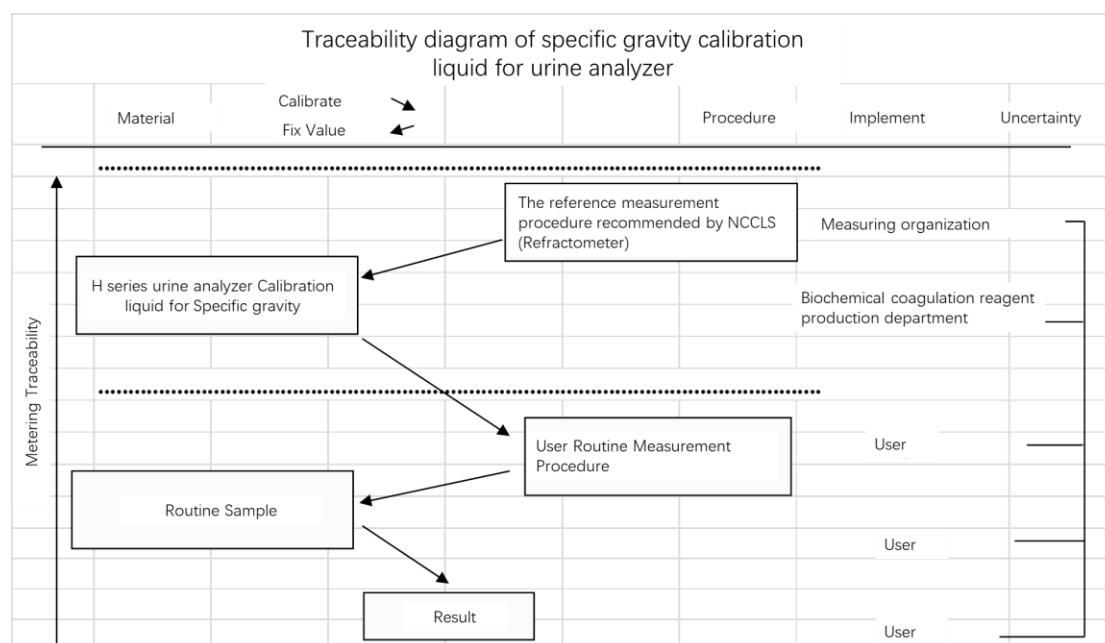 Traceability diagram of specific gravity calibration
liquid for urine analyzer
Material
Calibrate
Fix Value
Procedure
Implement
Uncertainty
The reference measurement
procedure recommended by NCCLS
(Refractometer)
Measuring organization
H series urine analyzer Calibration
liquid for Specific gravity
Biochemical coagulation reagent
production department
Metering Traceability
User Routine Measurement
Procedure
User
Routine Sample
User
Result
User